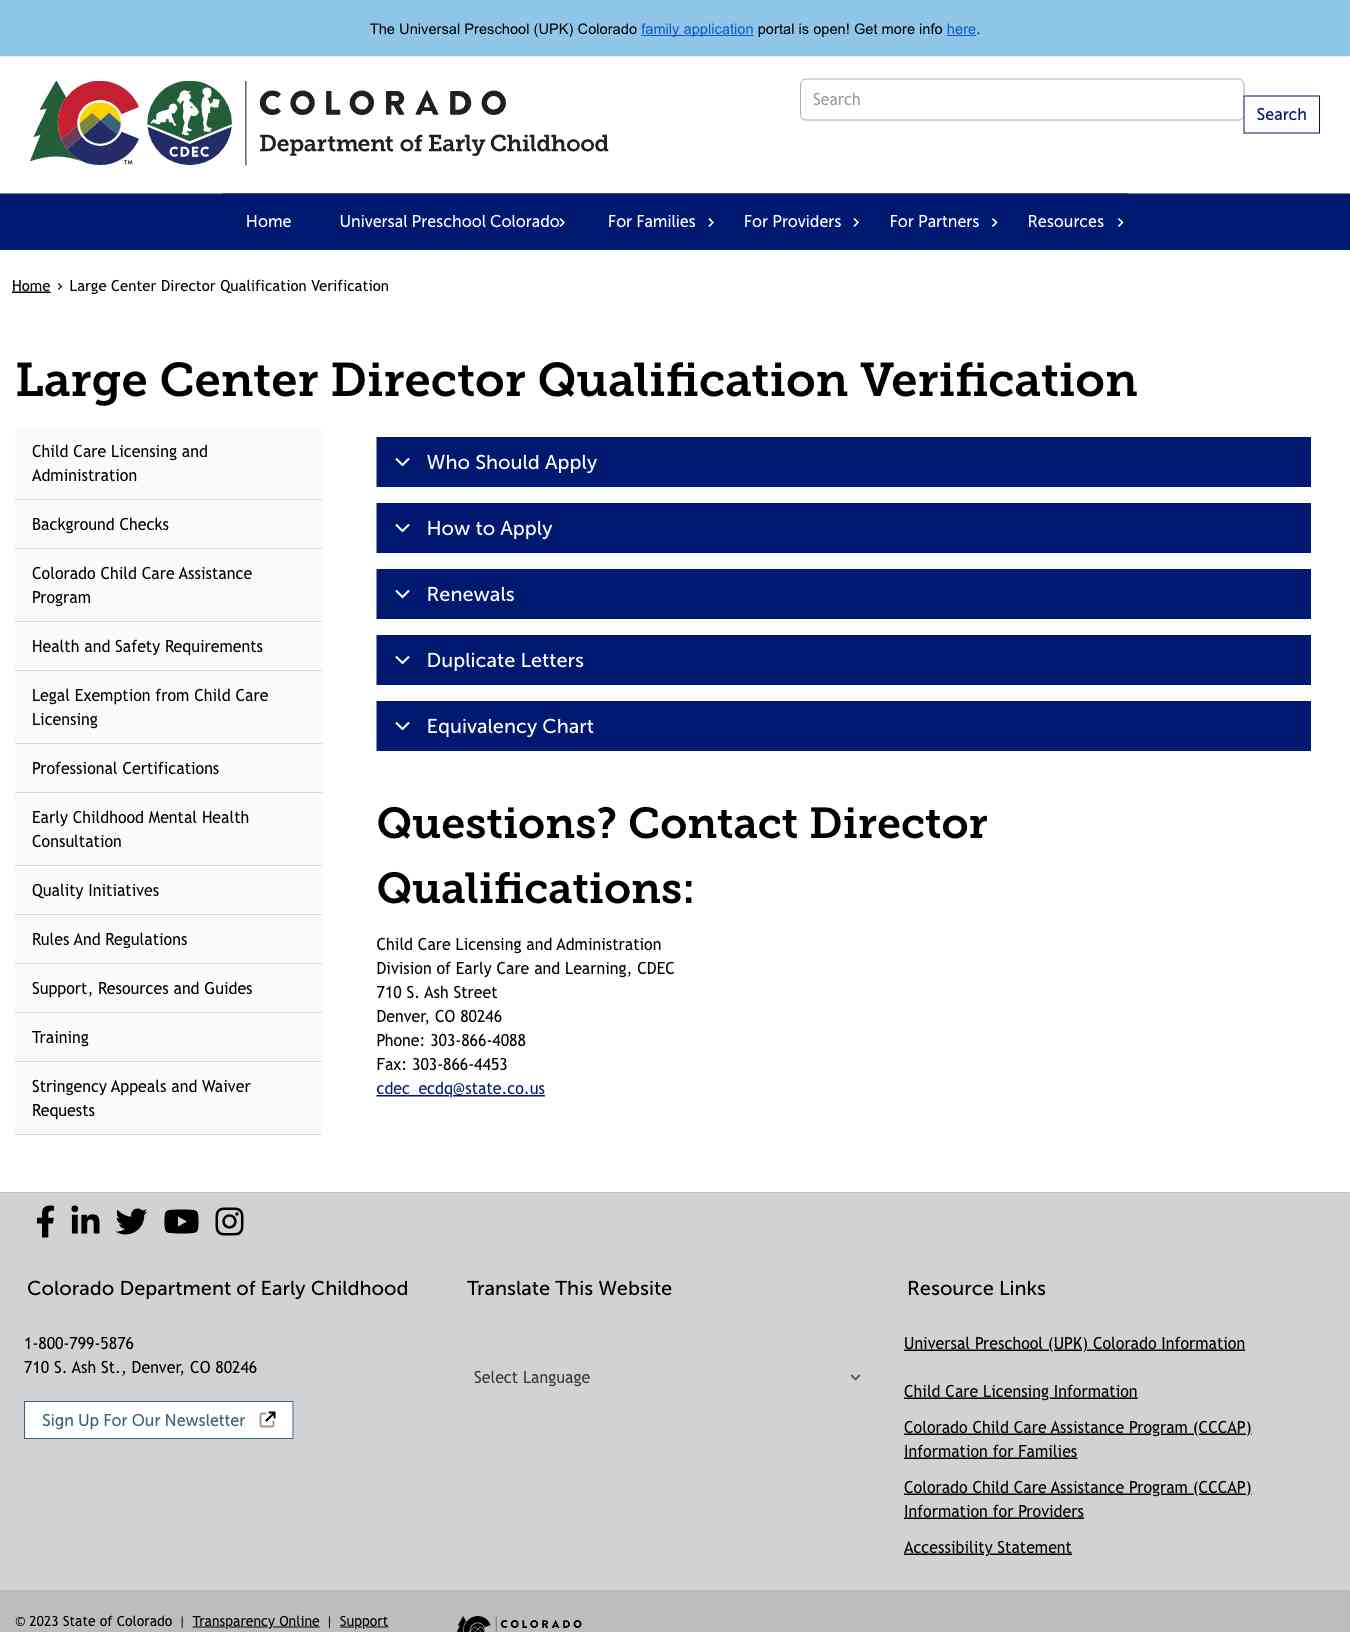 The Universal Preschool (UPK) Colorado family application portal is open! Get more info here.
CDEC
TM
COLORADO
Department of Early Childhood
Search
Search
Home
Universal Preschool Colorado
For Families
For Providers
For Partners
Resources
Home › Large Center Director Qualification Verification
Large Center Director Qualification Verification
Child Care Licensing and
Administration
Background Checks
Colorado Child Care Assistance
Program
Health and Safety Requirements
Legal Exemption from Child Care
Licensing
Professional Certifications
Early Childhood Mental Health
Consultation
Quality Initiatives
Rules And Regulations
Support, Resources and Guides
Training
Stringency Appeals and Waiver
Requests
Who Should Apply
How to Apply
Renewals
Duplicate Letters
Equivalency Chart
Questions? Contact Director
Qualifications:
Child Care Licensing and Administration
Division of Early Care and Learning, CDEC
710 S. Ash Street
Denver, CO 80246
Phone: 303-866-4088
Fax: 303-866-4453
cdec_ecdq@state.co.us
Colorado Department of Early Childhood
1-800-799-5876
710 S. Ash St., Denver, CO 80246
Sign Up For Our Newsletter
Translate This Website
Select Language
Resource Links
Universal Preschool (UPK) Colorado Information
Child Care Licensing Information
Colorado Child Care Assistance Program (CCCAP)
Information for Families
Colorado Child Care Assistance Program (CCCAP)
Information for Providers
Accessibility Statement
© 2023 State of Colorado | Transparency Online | Support
COLORADO